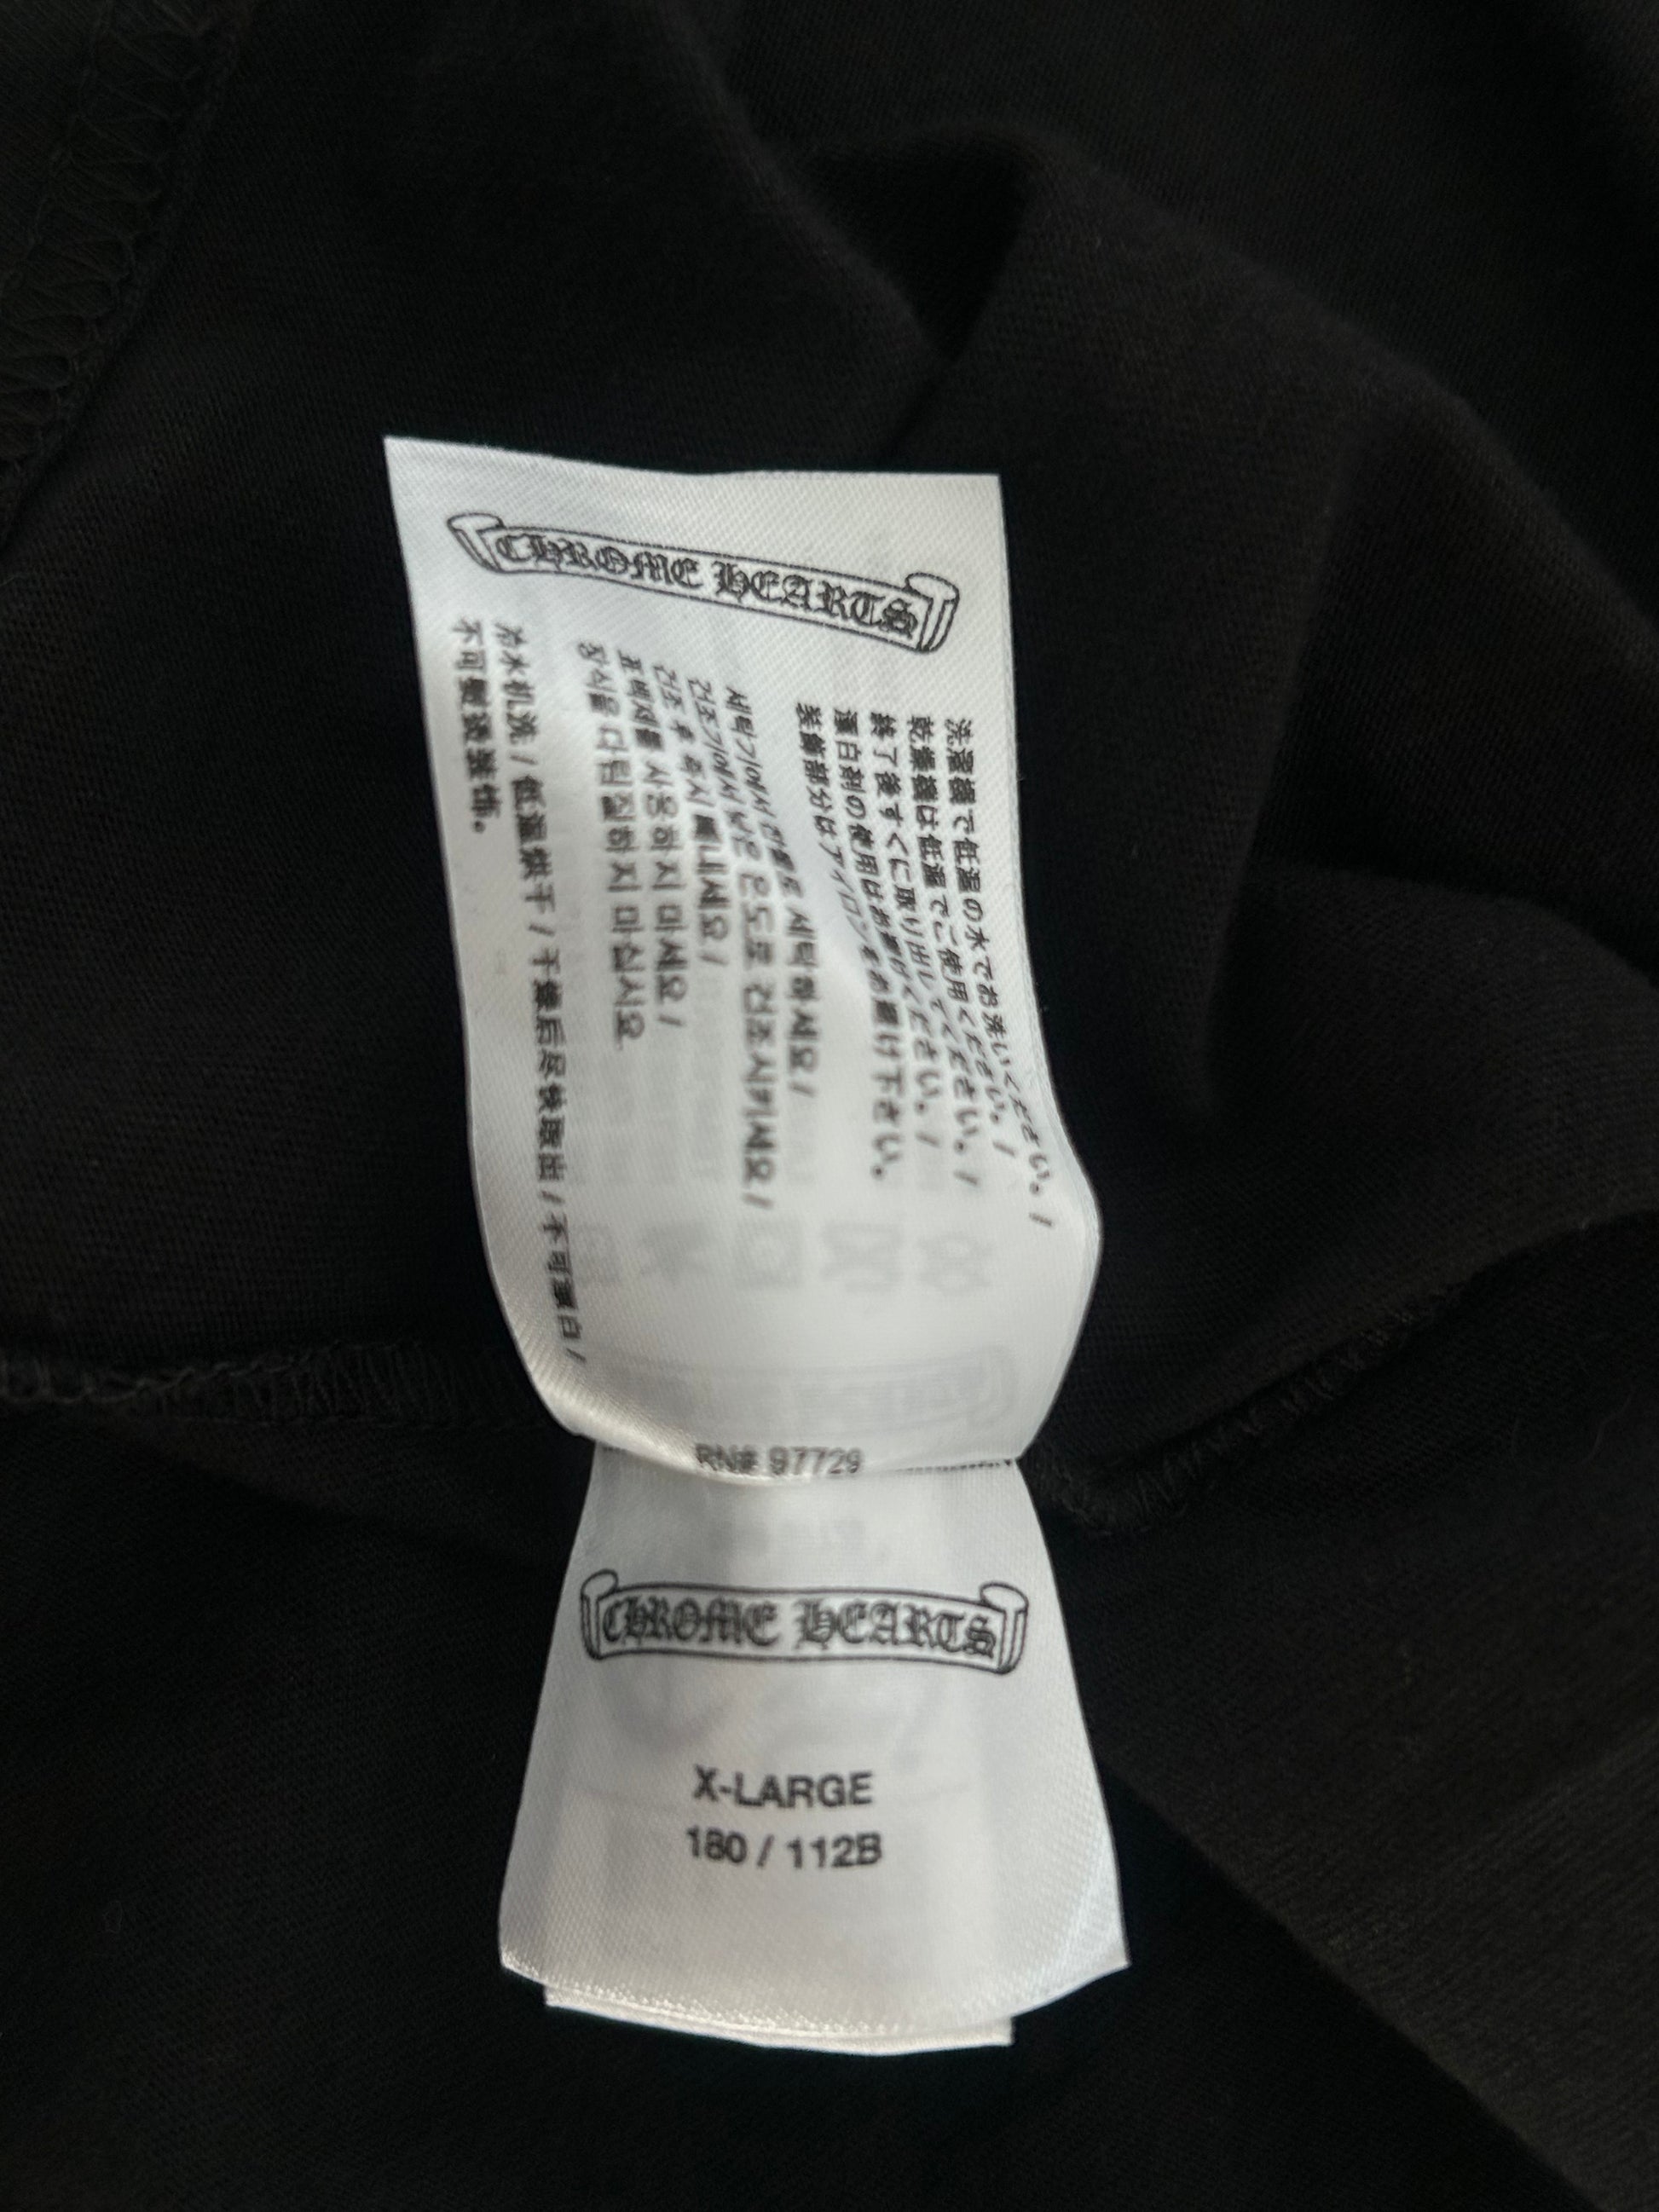 CHROME HEARTS
洗濯機で低温の水でお洗いください。/
乾燥機は低温でご使用ください。/
終了後すぐに取り出してください。/
漂白剤の使用はお避けください。/
装飾部分はアイロンをお避け下さい。
세탁기에서 찬물로 세탁하세요 /
건조기에서 낮은 온도로 건조시키세요 /
건조 후 즉시 빼내세요 /
표백제를 사용하지 마세요 /
장식을 다림질하지 마십시오
冷水机洗 / 低温烘干 / 干燥后尽快取出 / 不可漂白 /
不可熨烫装饰。
RN# 97729
CHROME HEARTS
X-LARGE
180 / 112B